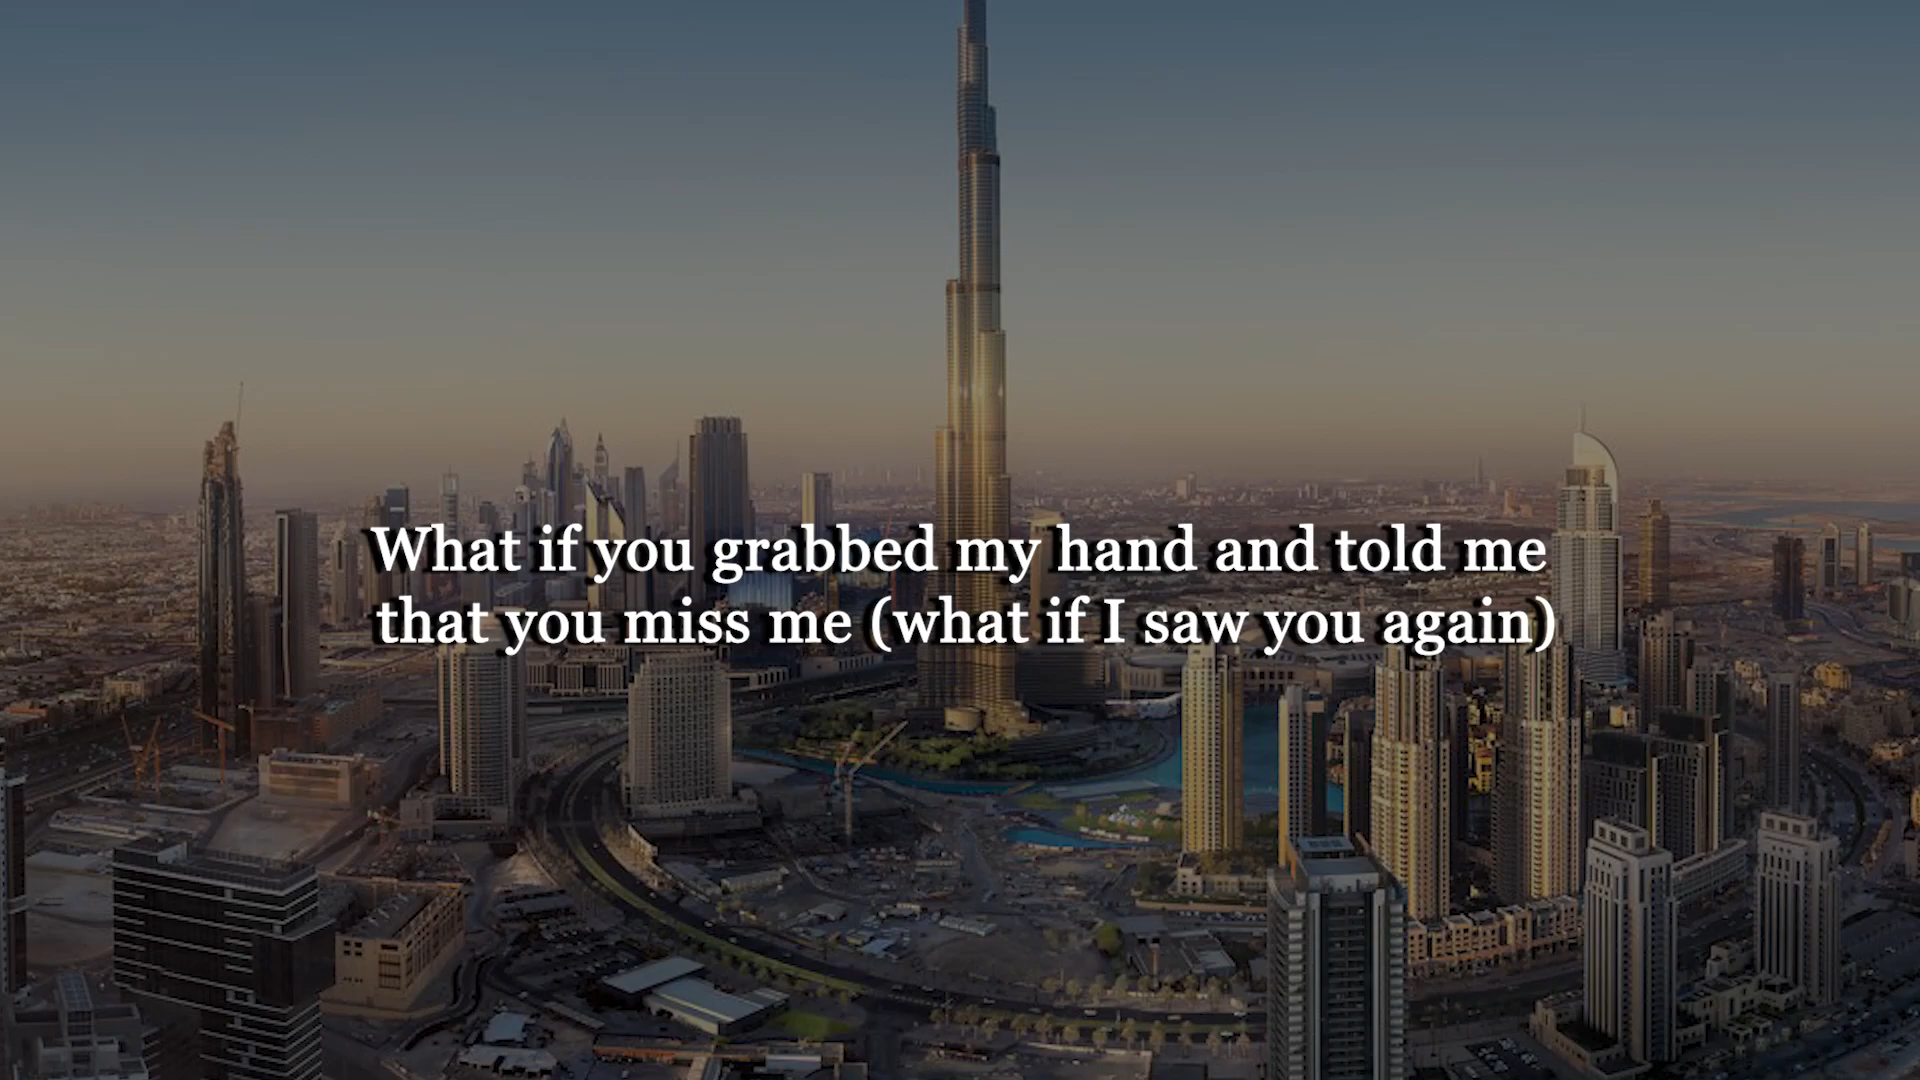 What if you grabbed my hand and told me
that you miss me (what if I saw you again)